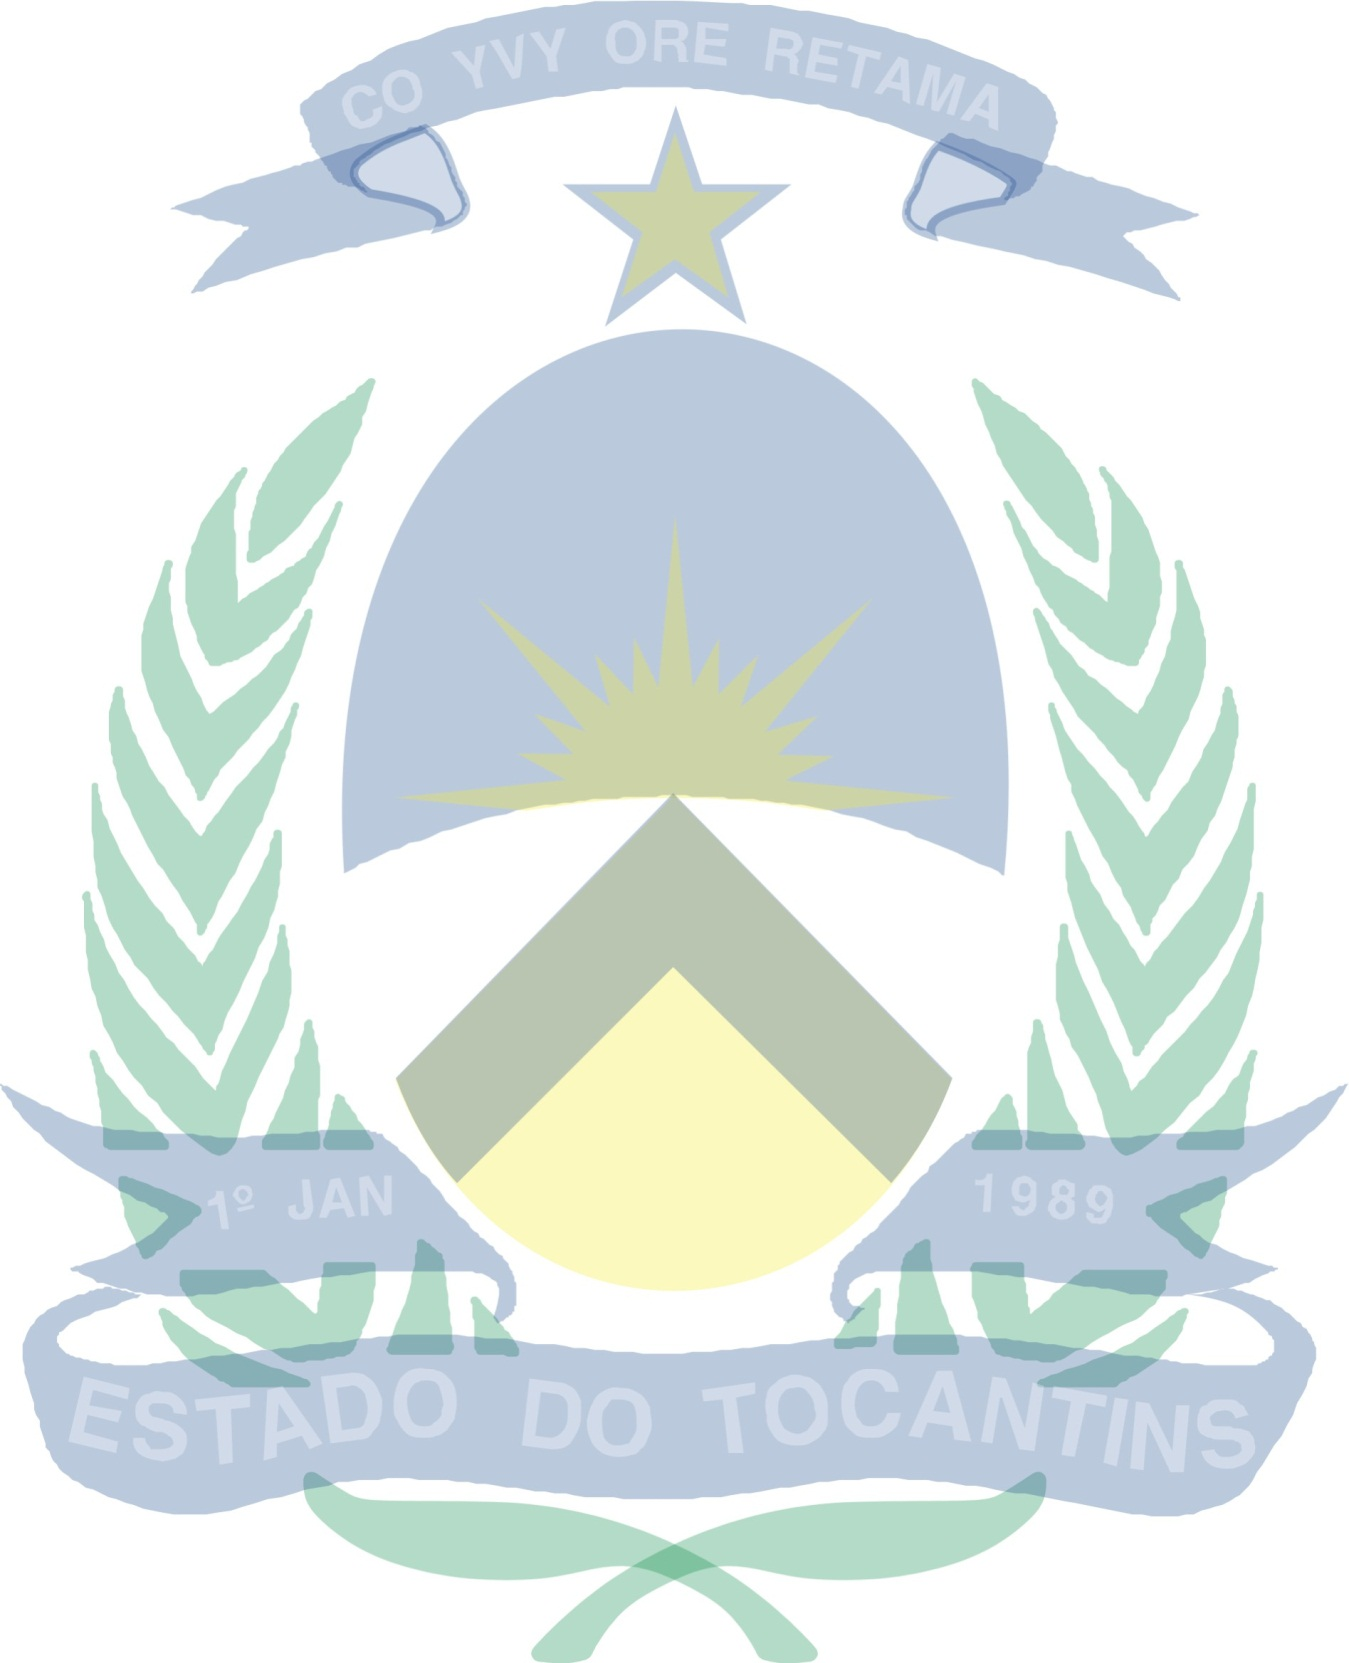 CO YVY ORE RETAMA
1º JAN 1989
ESTADO DO TOCANTINS